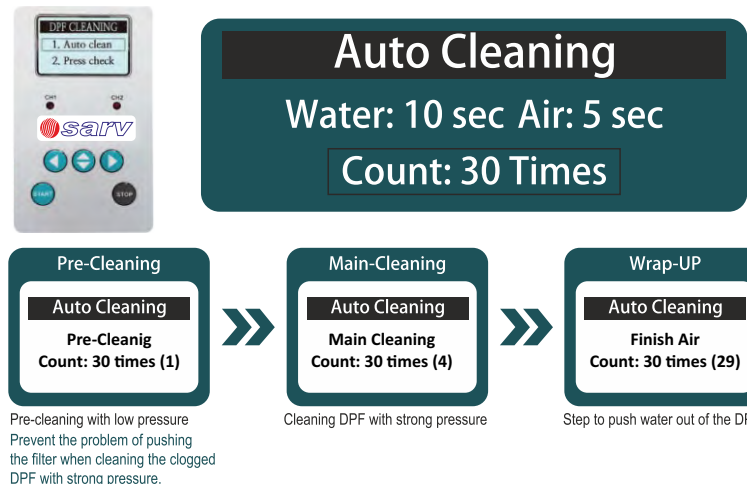 DPF CLEANING
1. Auto clean
2. Press check
CH1 CH2
sarv
START STOP
Auto Cleaning
Water: 10 sec Air: 5 sec
Count: 30 Times
Pre-Cleaning
Auto Cleaning
Pre-Cleanig
Count: 30 times (1)
Pre-cleaning with low pressure
Prevent the problem of pushing
the filter when cleaning the clogged
DPF with strong pressure.
Main-Cleaning
Auto Cleaning
Main Cleaning
Count: 30 times (4)
Cleaning DPF with strong pressure
Wrap-UP
Auto Cleaning
Finish Air
Count: 30 times (29)
Step to push water out of the